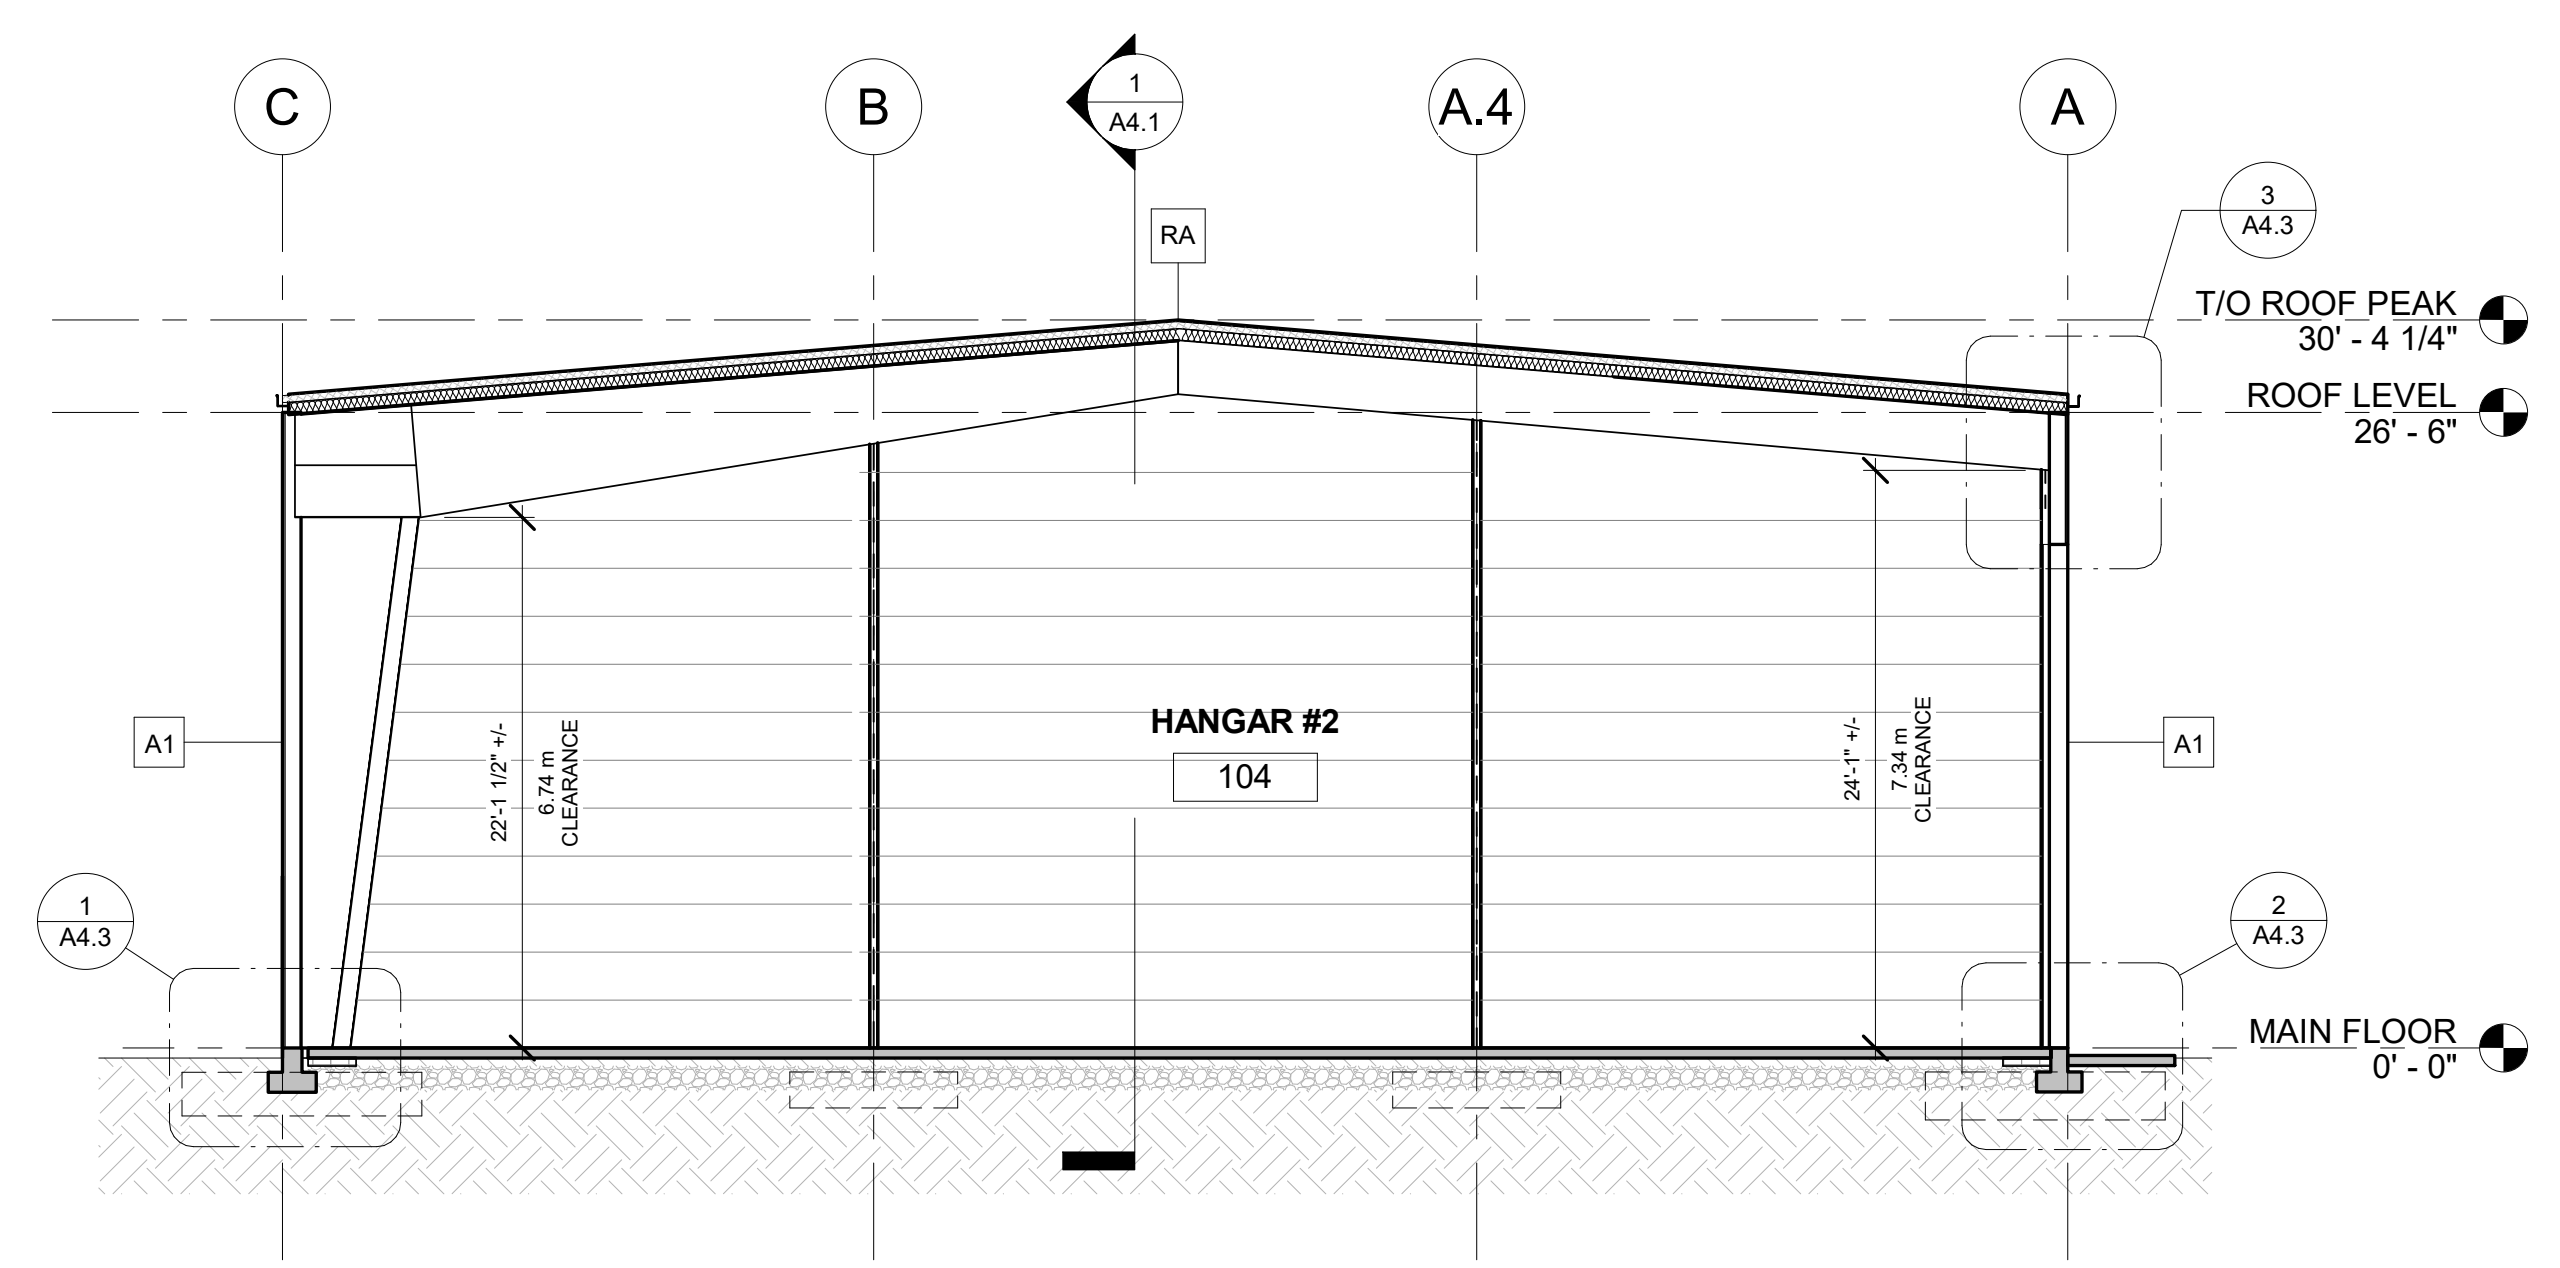 C
B
1
A4.1
A.4
A
3
A4.3
RA
T/O ROOF PEAK
30' - 4 1/4"
ROOF LEVEL
26' - 6"
A1
22'-1 1/2" +/-
6.74 m
CLEARANCE
HANGAR #2
104
24'-1" +/-
7.34 m
CLEARANCE
A1
1
A4.3
2
A4.3
MAIN FLOOR
0' - 0"